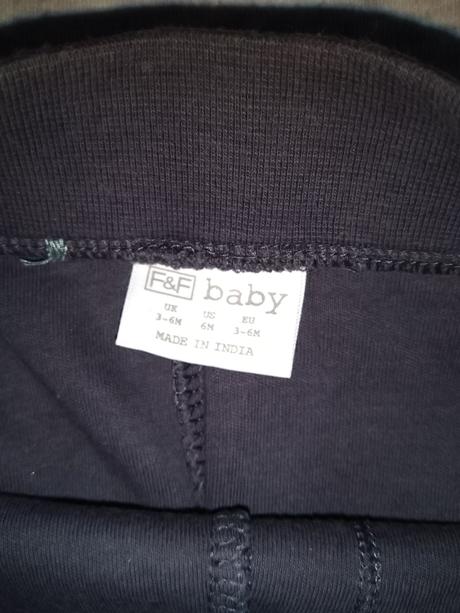 F&F baby
UK US EU
3-6M 6M 3-6M
MADE IN INDIA